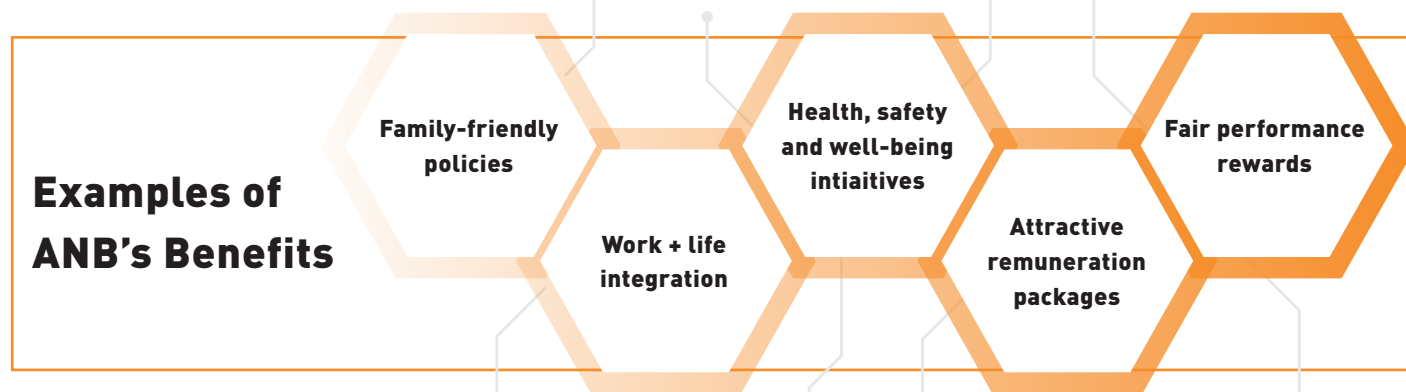 Examples of
ANB's Benefits
Family-friendly
policies
Work + life
integration
Health, safety
and well-being
intiaitives
Attractive
remuneration
packages
Fair performance
rewards